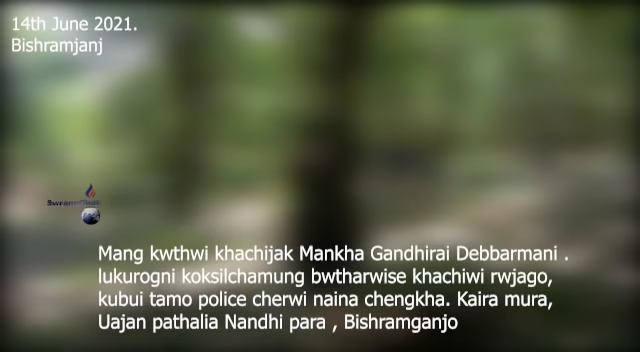 14th June 2021.
Bishramjanj
Mang kwthwi khachijak Mankha Gandhirai Debbarmani .
lukurogni koksilchamung bwtharwise khachiwi rwjago,
kubui tamo police cherwi naina chengkha. Kaira mura,
Uajan pathalia Nandhi para , Bishramganjo